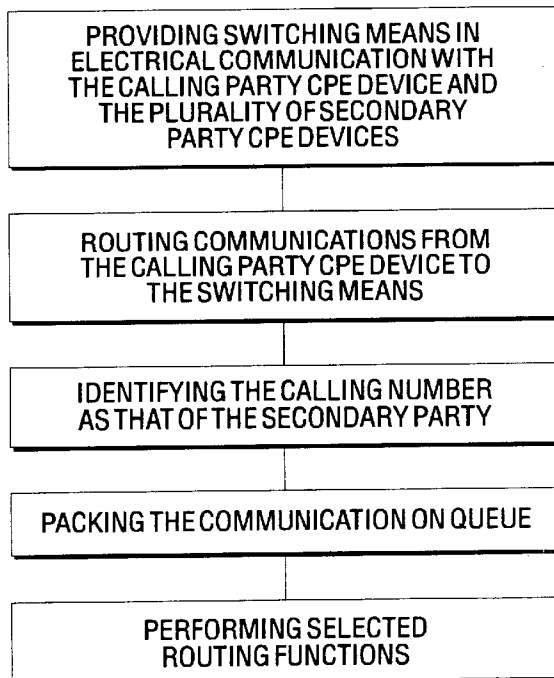 PROVIDING SWITCHING MEANS IN
ELECTRICAL COMMUNICATION WITH
THE CALLING PARTY CPE DEVICE AND
THE PLURALITY OF SECONDARY
PARTY CPE DEVICES
ROUTING COMMUNICATIONS FROM
THE CALLING PARTY CPE DEVICE TO
THE SWITCHING MEANS
IDENTIFYING THE CALLING NUMBER
AS THAT OF THE SECONDARY PARTY
PACKING THE COMMUNICATION ON QUEUE
PERFORMING SELECTED
ROUTING FUNCTIONS